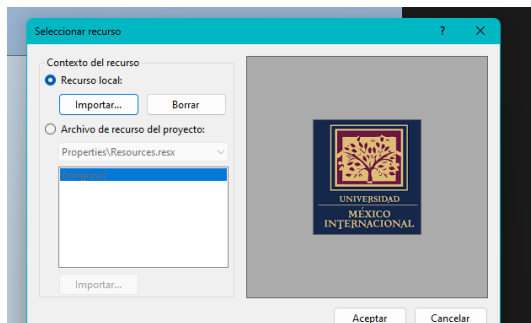 Seleccionar recurso
?
Contexto del recurso
Recurso local:
Importar... Borrar
Archivo de recurso del proyecto:
Properties\Resources.resx
(ninguno)
Importar...
UNIVERSIDAD
MÉXICO
INTERNACIONAL
Aceptar Cancelar